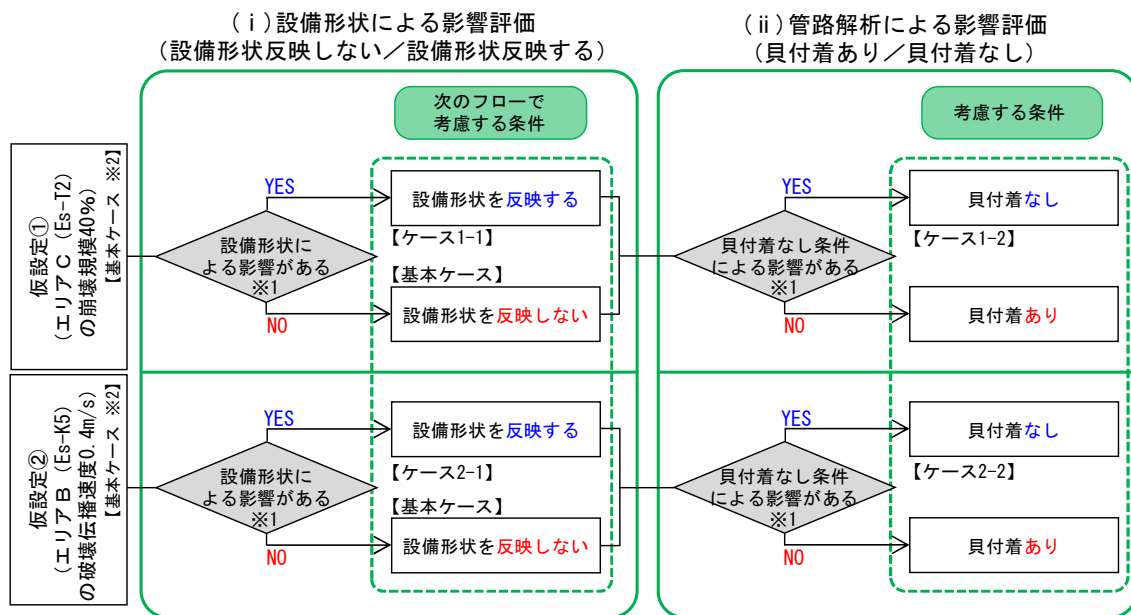 (ⅰ)設備形状による影響評価
(設備形状反映しない/設備形状反映する)
(ⅱ)管路解析による影響評価
(貝付着あり/貝付着なし)
次のフローで
考慮する条件
考慮する条件
仮設定①
(エリアC(Es-T2)
の崩壊規模40%)
【基本ケース ※2】
設備形状に
よる影響がある
※1
YES
設備形状を反映する
【ケース1-1】
【基本ケース】
設備形状を反映しない
NO
貝付着なし条件
による影響がある
※1
YES
貝付着なし
【ケース1-2】
貝付着あり
NO
仮設定②
(エリアB(Es-K5)
の破壊伝播速度0.4m/s)
【基本ケース ※2】
設備形状に
よる影響がある
※1
YES
設備形状を反映する
【ケース2-1】
【基本ケース】
設備形状を反映しない
NO
貝付着なし条件
による影響がある
※1
YES
貝付着なし
【ケース2-2】
貝付着あり
NO